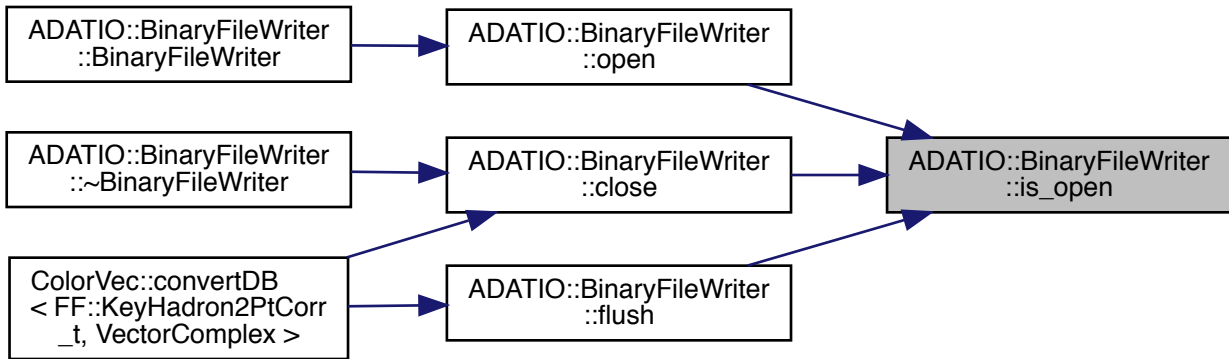 ADATIO::BinaryFileWriter
::BinaryFileWriter
ADATIO::BinaryFileWriter
::open
ADATIO::BinaryFileWriter
::~BinaryFileWriter
ADATIO::BinaryFileWriter
::close
ADATIO::BinaryFileWriter
::is_open
ColorVec::convertDB
< FF::KeyHadron2PtCorr
_t, VectorComplex >
ADATIO::BinaryFileWriter
::flush